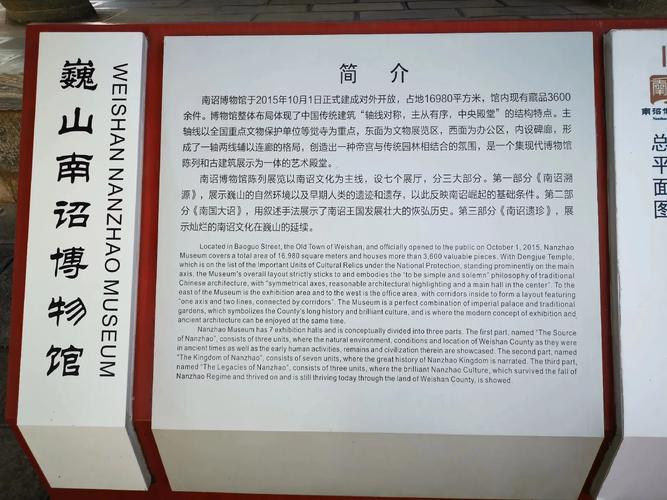 巍山南诏博物馆
WEISHAN NANZHAO MUSEUM
简 介
南诏博物馆于2015年10月1日正式建成对外开放，占地16980平方米，馆内现有藏品3600
余件。博物馆整体布局体现了中国传统建筑“轴线对称，主从有序，中央殿堂”的结构特点。主
轴线以全国重点文物保护单位等觉寺为重点，东面为文物展览区，西面为办公区，内设碑廊，形
成了一轴两线辅以连廊的格局，创造出一种帝宫与传统园林相结合的氛围，是一个集现代博物馆
陈列和古建筑展示为一体的艺术殿堂。
南诏博物馆陈列展览以南诏文化为主线，设七个展厅，分三大部分。第一部分《南诏溯
源》，展示巍山的自然环境以及早期人类的遗迹和遗存，以此反映南诏崛起的基础条件。第二部
分《南国大诏》，用叙述手法展示了南诏王国发展壮大的恢弘历史。第三部分《南诏遗珍》，展
示灿烂的南诏文化在巍山的延续。
Located in Baoguo Street, the Old Town of Weishan, and officially opened to the public on October 1, 2015, Nanzhao
Museum covers a total area of 16,980 square meters and houses more than 3,600 valuable pieces. With Dengjue Temple,
which is on the list of the Important Units of Cultural Relics under the National Protection, standing prominently on the main
axis, the Museum's overall layout strictly sticks to and embodies the "to be simple and solemn" philosophy of traditional
Chinese architecture, with "symmetrical axes, reasonable architectural highlighting and a main hall in the center". To the
east of the Museum is the exhibition area and to the west is the office area, with corridors inside to form a layout featuring
"one axis and two lines, connected by corridors". The Museum is a perfect combination of imperial palace and traditional
gardens, which symbolizes the County's long history and brilliant culture, and is where the modern concept of exhibition and
ancient architecture can be enjoyed at the same time.
Nanzhao Museum has 7 exhibition halls and is conceptually divided into three parts. The first part, named "The Source
of Nanzhao", consists of three units, where the natural environment, conditions and location of Weishan County as they were
in ancient times as well as the early human activities, remains and civilization therein are showcased. The second part, named
"The Kingdom of Nanzhao", consists of seven units, where the great history of Nanzhao Kingdom is narrated. The third part,
named "The Legacies of Nanzhao", consists of three units, where the brilliant Nanzhao Culture, which survived the fall of
Nanzhao Regime and thrived on and is still thriving today through the land of Weishan County, is showed.
南诏博
总平面图